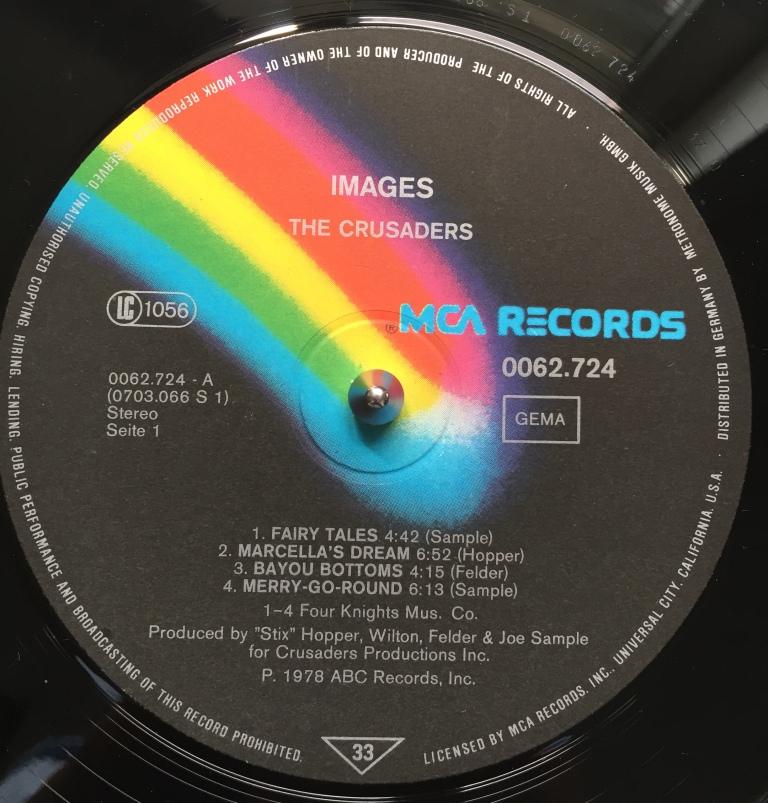 S 1 0062 724
ALL RIGHTS OF THE PRODUCER AND OF THE OWNER OF THE WORK REPRODUCED RESERVED. UNAUTHORISED COPYING. HIRING. LENDING. PUBLIC PERFORMANCE AND BROADCASTING OF THIS RECORD PROHIBITED.
IMAGES
THE CRUSADERS
LC 1056
® MCA RECORDS
0062.724
GEMA
0062.724 - A
(0703.066 S 1)
Stereo
Seite 1
1. FAIRY TALES 4:42 (Sample)
2. MARCELLA'S DREAM 6:52 (Hopper)
3. BAYOU BOTTOMS 4:15 (Felder)
4. MERRY-GO-ROUND 6:13 (Sample)
1–4 Four Knights Mus. Co.
Produced by "Stix" Hopper, Wilton, Felder & Joe Sample
for Crusaders Productions Inc.
P. 1978 ABC Records, Inc.
33
LICENSED BY MCA RECORDS, INC., UNIVERSAL CITY, CALIFORNIA, U.S.A. · DISTRIBUTED IN GERMANY BY METRONOME MUSIK GMBH. ·